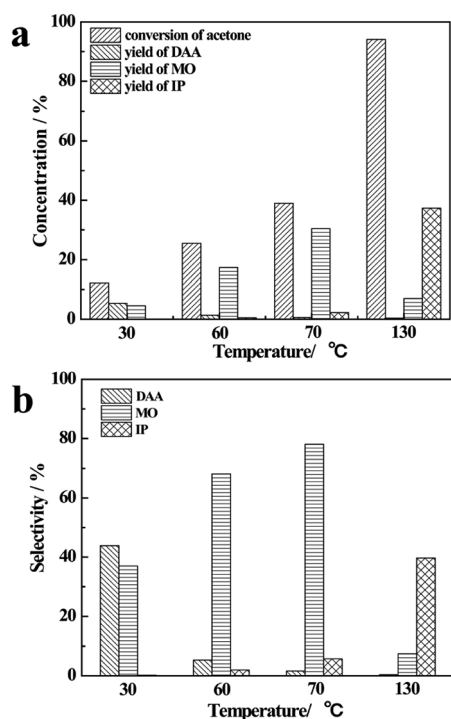 a
100
80
60
40
20
0
Concentration / %
conversion of acetone
yield of DAA
yield of MO
yield of IP
30 60 70 130
Temperature/ ℃
b
100
80
60
40
20
0
Selectivity / %
DAA
MO
IP
30 60 70 130
Temperature/ ℃